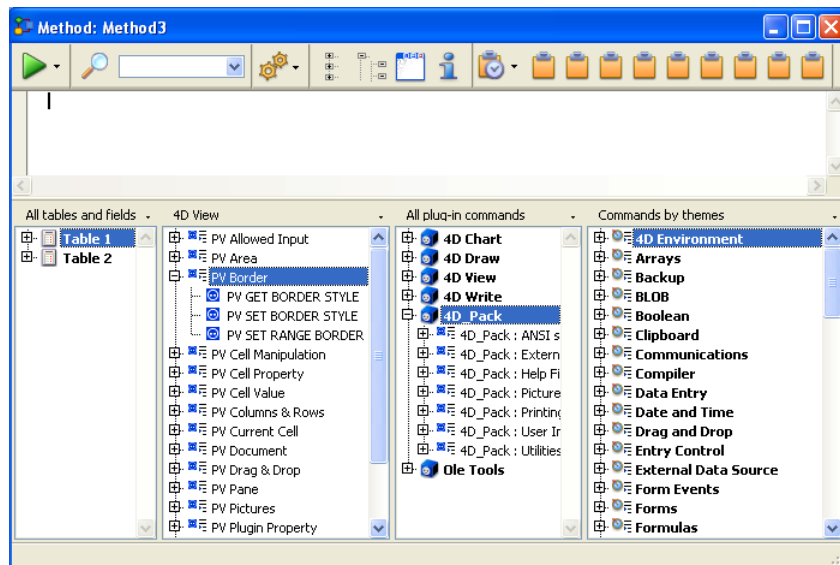 Method: Method3
All tables and fields
Table 1
Table 2
4D View
PV Allowed Input
PV Area
PV Border
PV GET BORDER STYLE
PV SET BORDER STYLE
PV SET RANGE BORDER
PV Cell Manipulation
PV Cell Property
PV Cell Value
PV Columns & Rows
PV Current Cell
PV Document
PV Drag & Drop
PV Pane
PV Pictures
PV Plugin Property
All plug-in commands
4D Chart
4D Draw
4D View
4D Write
4D_Pack
4D_Pack : ANSI s
4D_Pack : Extern
4D_Pack : Help Fi
4D_Pack : Picture
4D_Pack : Printing
4D_Pack : User In
4D_Pack : Utilities
Ole Tools
Commands by themes
4D Environment
Arrays
Backup
BLOB
Boolean
Clipboard
Communications
Compiler
Data Entry
Date and Time
Drag and Drop
Entry Control
External Data Source
Form Events
Forms
Formulas